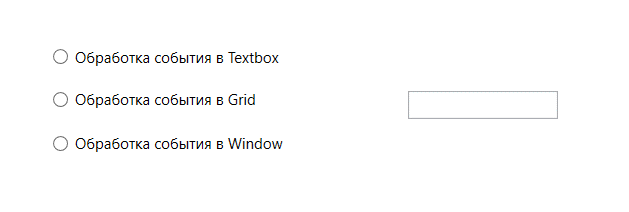 Обработка события в Textbox
Обработка события в Grid
Обработка события в Window